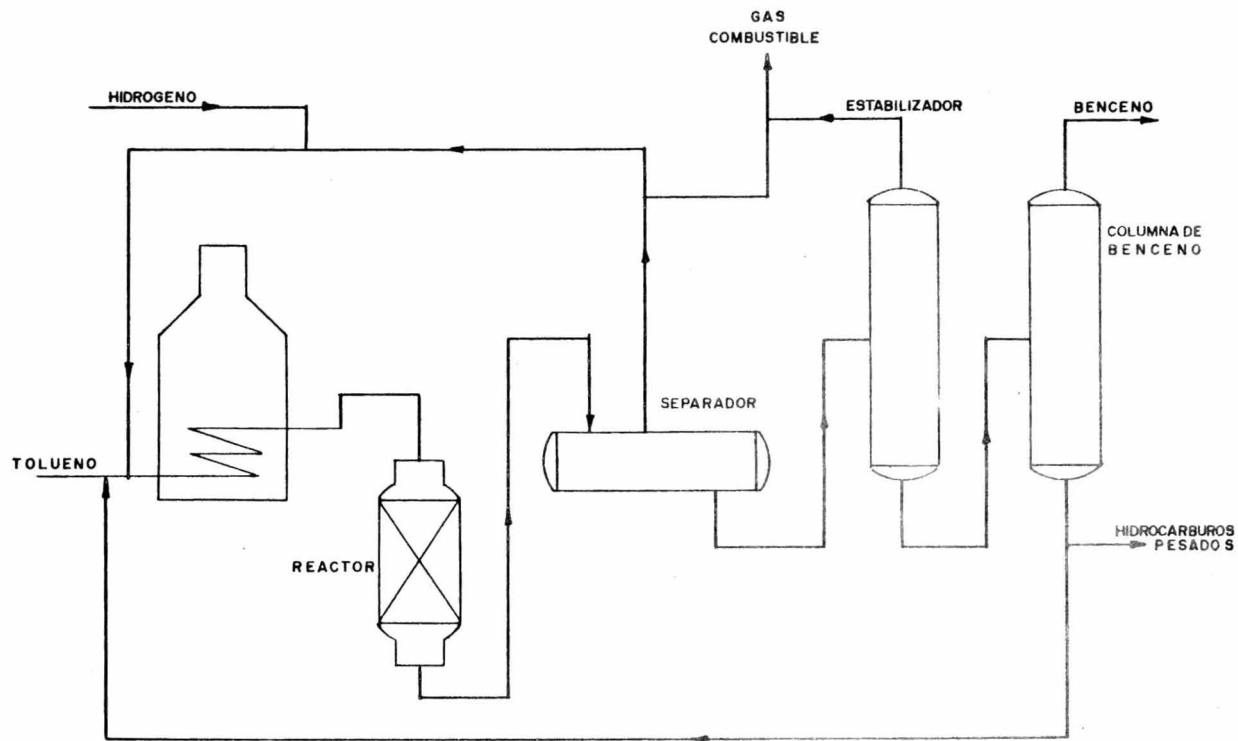 GAS
COMBUSTIBLE
HIDROGENO
ESTABILIZADOR
BENCENO
COLUMNA DE
BENCENO
SEPARADOR
TOLUENO
REACTOR
HIDROCARBUROS
PESADOS